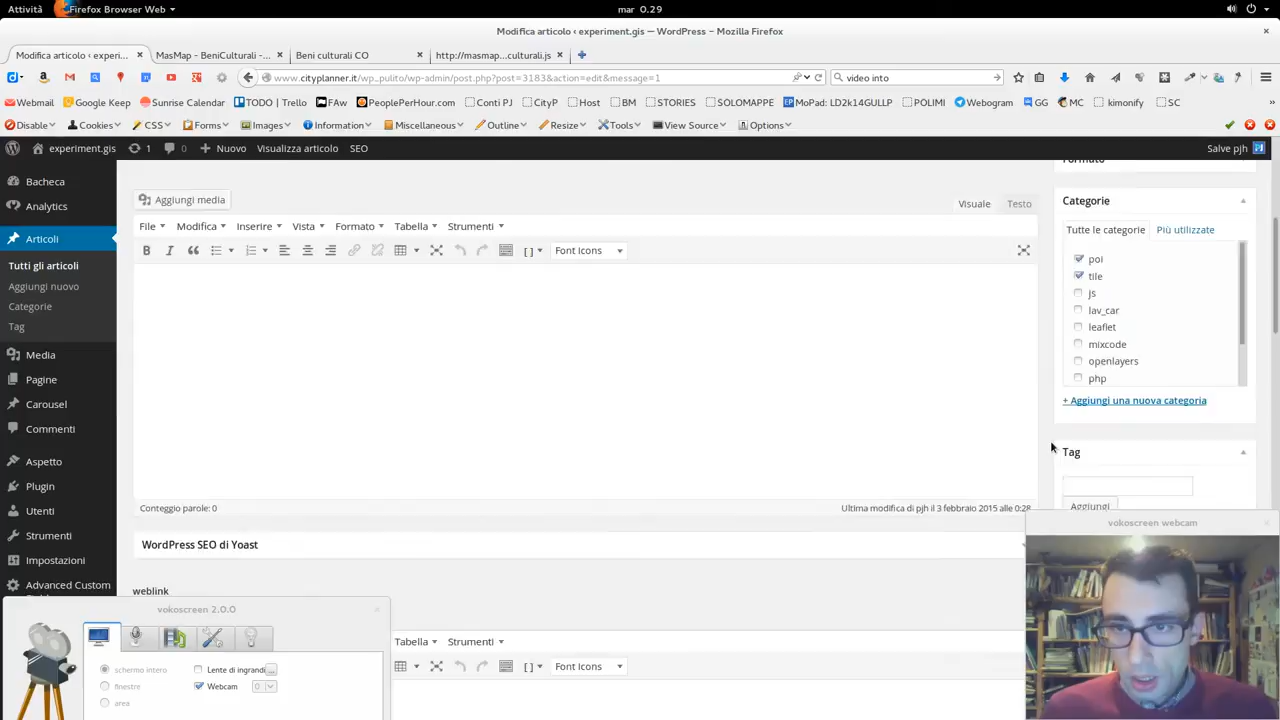 Attività Firefox Browser Web mar 0.29
Modifica articolo ‹ experiment.gis — WordPress – Mozilla Firefox
Modifica articolo ‹ experi... MasMap - BeniCulturali -... Beni culturali CO http://masmap...culturali.js
www.cityplanner.it/wp_pulito/wp-admin/post.php?post=3183&action=edit&message=1 video into
Webmail Google Keep Sunrise Calendar TODO | Trello FAw PeoplePerHour.com Conti PJ CityP Host BM STORIES SOLOMAPPE MoPad: LD2k14GULLP POLIMI Webogram GG MC kimonify SC
Disable Cookies CSS Forms Images Information Miscellaneous Outline Resize Tools View Source Options
experiment.gis 1 0 Nuovo Visualizza articolo SEO Salve pjh
Bacheca
Analytics
Articoli
Tutti gli articoli
Aggiungi nuovo
Categorie
Tag
Media
Pagine
Carousel
Commenti
Aspetto
Plugin
Utenti
Strumenti
Impostazioni
Advanced Custom
Aggiungi media Visuale Testo
File Modifica Inserire Vista Formato Tabella Strumenti
B I Font Icons
Conteggio parole: 0 Ultima modifica di pjh il 3 febbraio 2015 alle 0:28
WordPress SEO di Yoast
weblink
Tabella Strumenti
Font Icons
Formato
Categorie
Tutte le categorie Più utilizzate
poi
tile
js
lav_car
leaflet
mixcode
openlayers
php
+ Aggiungi una nuova categoria
Tag
Aggiungi
vokoscreen webcam
vokoscreen 2.0.0
schermo intero Lente di ingrandi ...
finestre Webcam 0
area